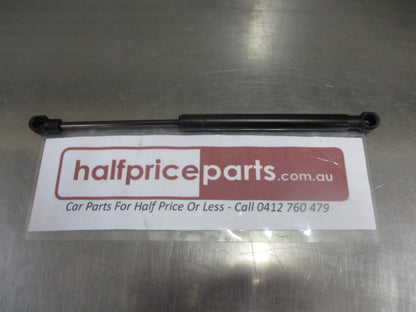 halfpriceparts.com.au
Car Parts For Half Price Or Less - Call 0412 760 479